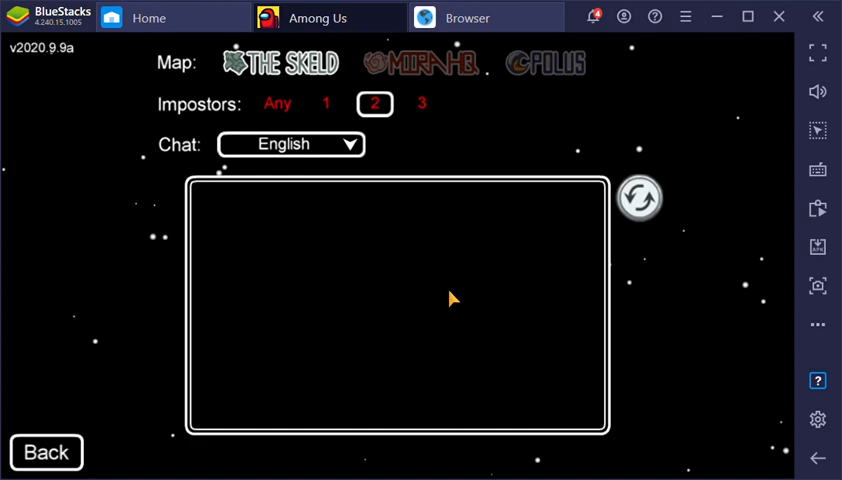 BlueStacks
4.240.15.1005
Home
Among Us
Browser
4
v2020.9.9a
Map: THE SKELD MIRA HQ POLUS
Impostors: Any 1 2 3
Chat: English
Back
APK